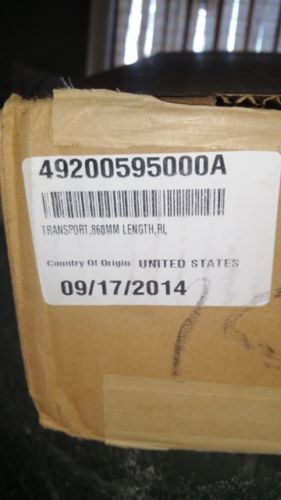 49200595000A
TRANSPORT,860MM LENGTH,RL
Country Of Origin UNITED STATES
09/17/2014